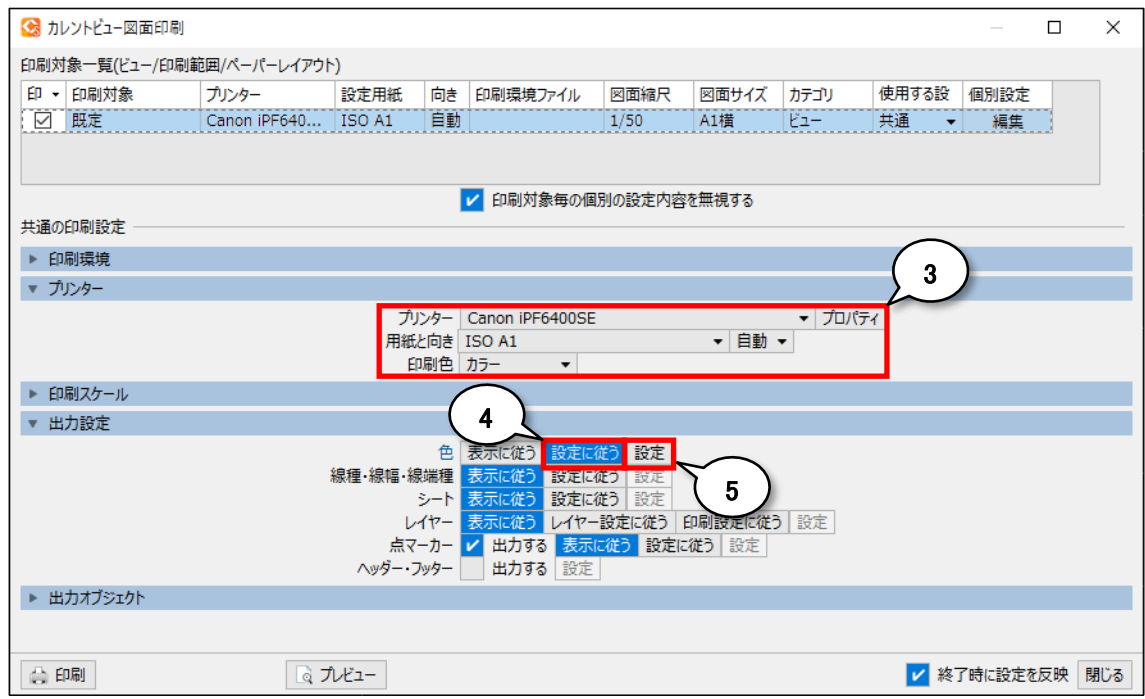 カレントビュー図面印刷
印刷対象一覧(ビュー/印刷範囲/ペーパーレイアウト)
印 印刷対象 プリンター 設定用紙 向き 印刷環境ファイル 図面縮尺 図面サイズ カテゴリ 使用する設 個別設定
既定 Canon iPF640... ISO A1 自動 1/50 A1横 ビュー 共通 編集
印刷対象毎の個別の設定内容を無視する
共通の印刷設定
印刷環境
3
プリンター
プリンター Canon iPF6400SE プロパティ
用紙と向き ISO A1 自動
印刷色 カラー
印刷スケール
4
出力設定
色 表示に従う 設定に従う 設定
線種・線幅・線端種 表示に従う 設定に従う 設定
5
シート 表示に従う 設定に従う 設定
レイヤー 表示に従う レイヤー設定に従う 印刷設定に従う 設定
点マーカー 出力する 表示に従う 設定に従う 設定
ヘッダー・フッター 出力する 設定
出力オブジェクト
印刷 プレビュー 終了時に設定を反映 閉じる